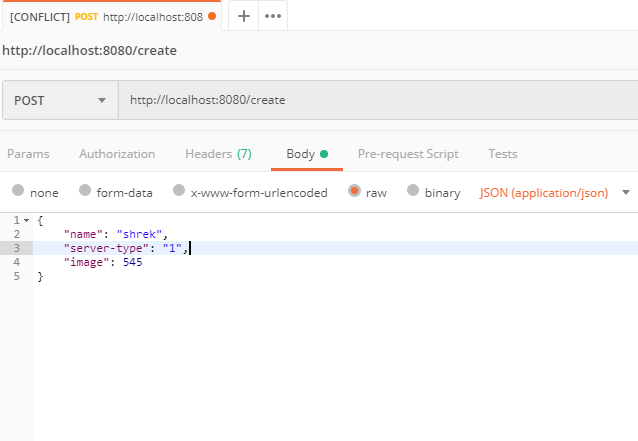 [CONFLICT] POST http://localhost:808
http://localhost:8080/create
POST http://localhost:8080/create
Params Authorization Headers (7) Body Pre-request Script Tests
none form-data x-www-form-urlencoded raw binary JSON (application/json)
1 {
2 "name": "shrek",
3 "server-type": "1",
4 "image": 545
5 }